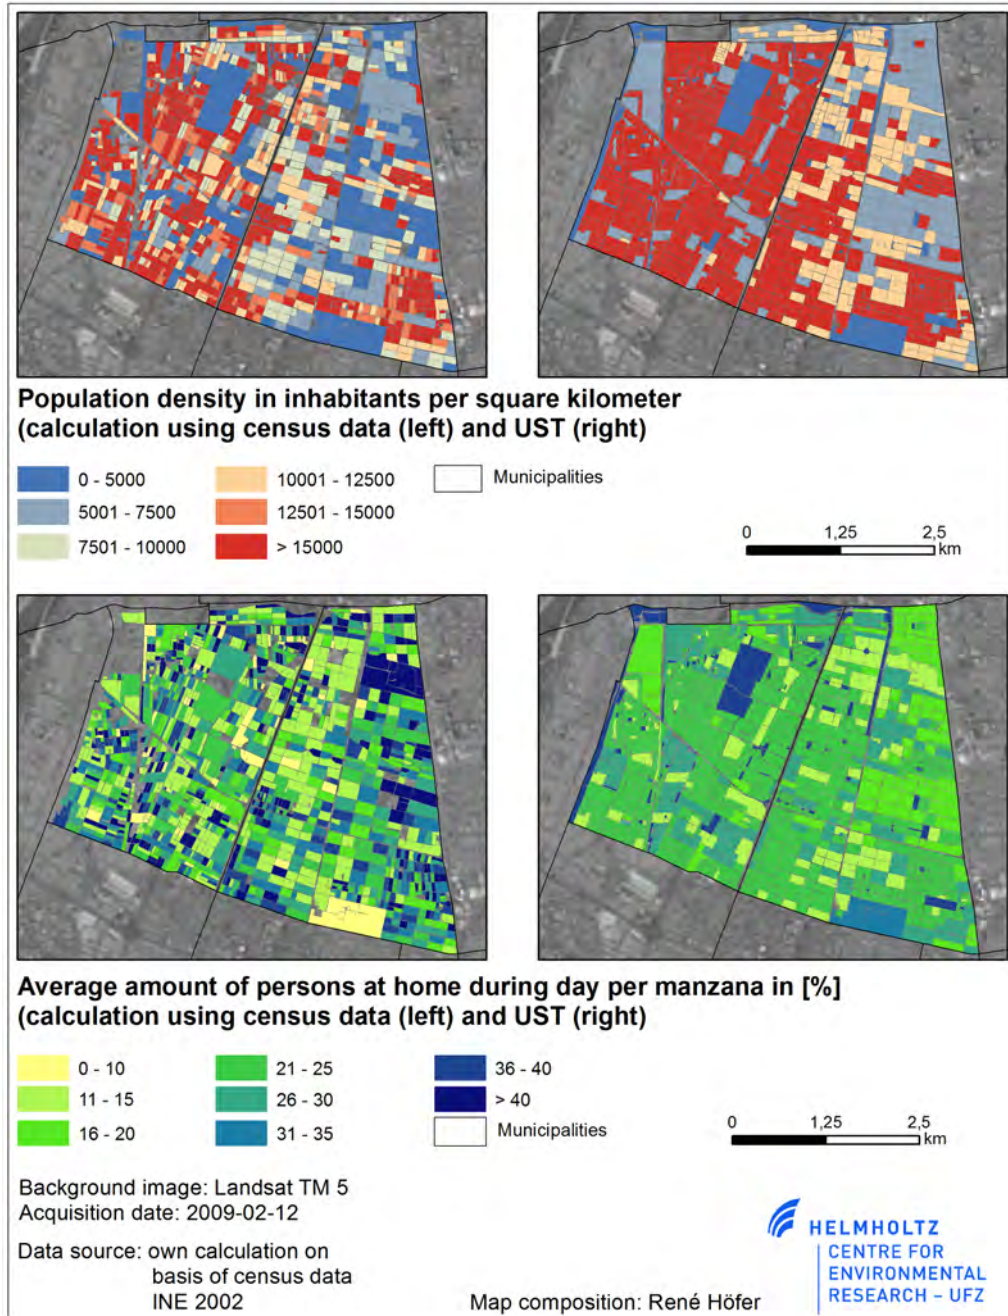 Population density in inhabitants per square kilometer
(calculation using census data (left) and UST (right)
0 - 5000
5001 - 7500
7501 - 10000
10001 - 12500
12501 - 15000
> 15000
Municipalities
0 1,25 2,5
km
Average amount of persons at home during day per manzana in [%]
(calculation using census data (left) and UST (right)
0 - 10
11 - 15
16 - 20
21 - 25
26 - 30
31 - 35
36 - 40
> 40
Municipalities
0 1,25 2,5
km
Background image: Landsat TM 5
Acquisition date: 2009-02-12
Data source: own calculation on
basis of census data
INE 2002
Map composition: René Höfer
HELMHOLTZ
CENTRE FOR
ENVIRONMENTAL
RESEARCH – UFZ